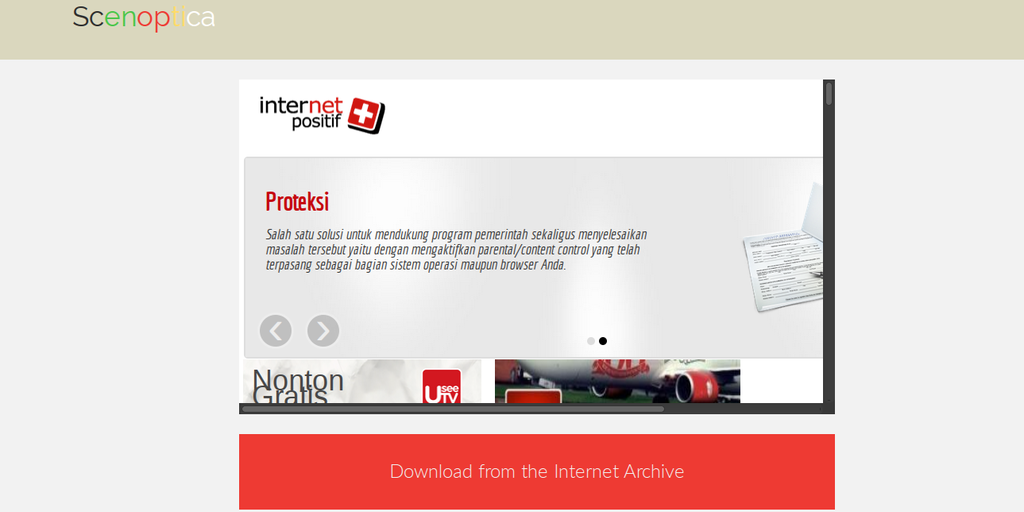 Scenoptica
internet
positif
Proteksi
Salah satu solusi untuk mendukung program pemerintah sekaligus menyelesaikan
masalah tersebut yaitu dengan mengaktifkan parental/content control yang telah
terpasang sebagai bagian sistem operasi maupun browser Anda.
Nonton
Gratis
UseeTV
Download from the Internet Archive